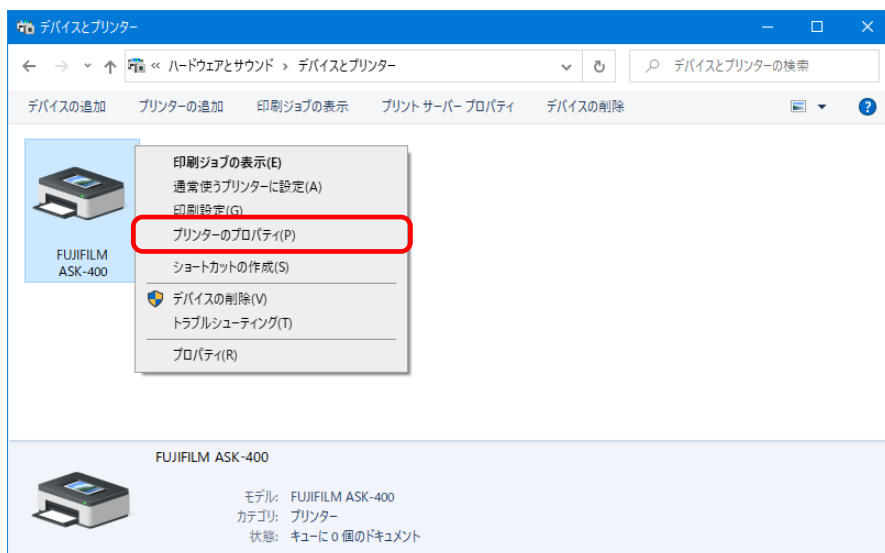 デバイスとプリンター
« ハードウェアとサウンド › デバイスとプリンター
デバイスとプリンターの検索
デバイスの追加 プリンターの追加 印刷ジョブの表示 プリント サーバー プロパティ デバイスの削除
印刷ジョブの表示(E)
通常使うプリンターに設定(A)
印刷設定(G)
プリンターのプロパティ(P)
ショートカットの作成(S)
デバイスの削除(V)
トラブルシューティング(T)
プロパティ(R)
FUJIFILM
ASK-400
FUJIFILM ASK-400
モデル: FUJIFILM ASK-400
カテゴリ: プリンター
状態: キューに 0 個のドキュメント